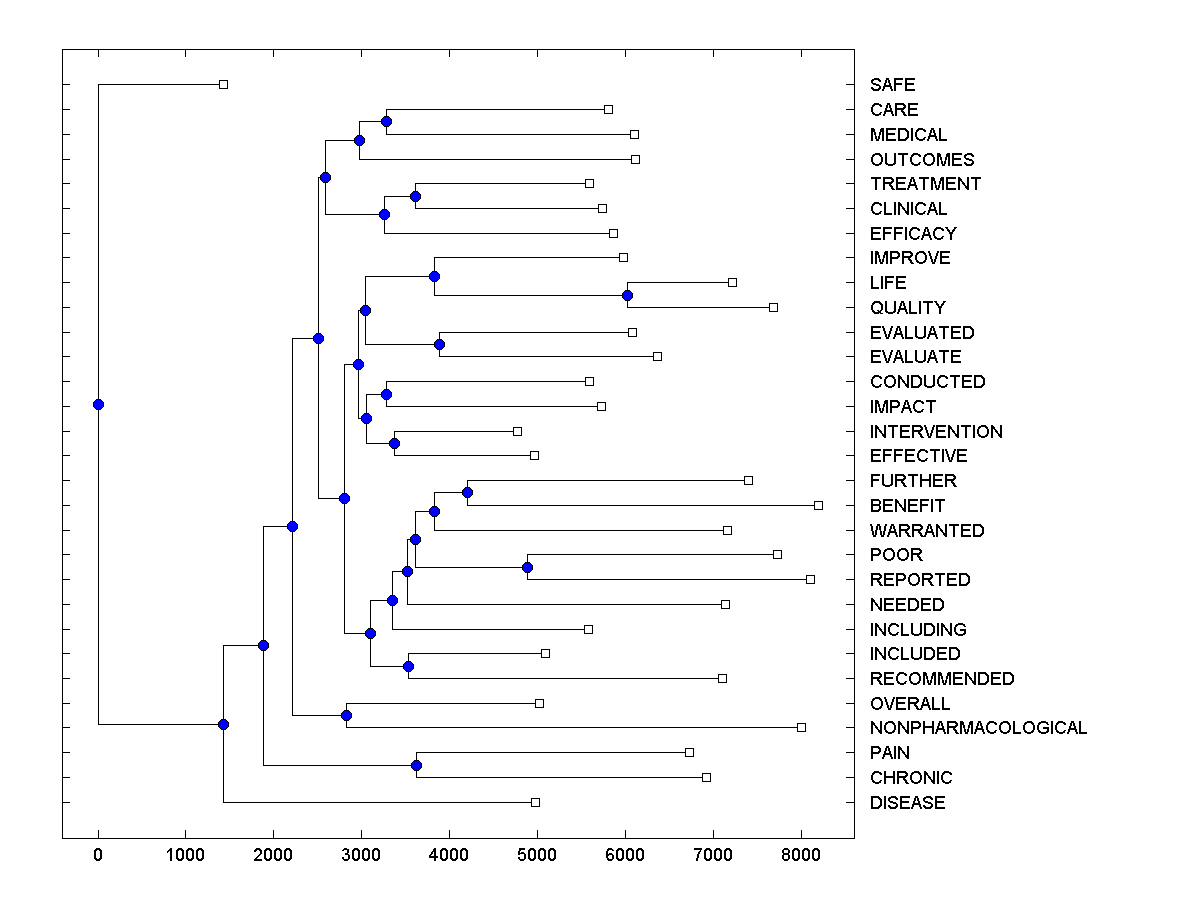 SAFE
CARE
MEDICAL
OUTCOMES
TREATMENT
CLINICAL
EFFICACY
IMPROVE
LIFE
QUALITY
EVALUATED
EVALUATE
CONDUCTED
IMPACT
INTERVENTION
EFFECTIVE
FURTHER
BENEFIT
WARRANTED
POOR
REPORTED
NEEDED
INCLUDING
INCLUDED
RECOMMENDED
OVERALL
NONPHARMACOLOGICAL
PAIN
CHRONIC
DISEASE
0 1000 2000 3000 4000 5000 6000 7000 8000